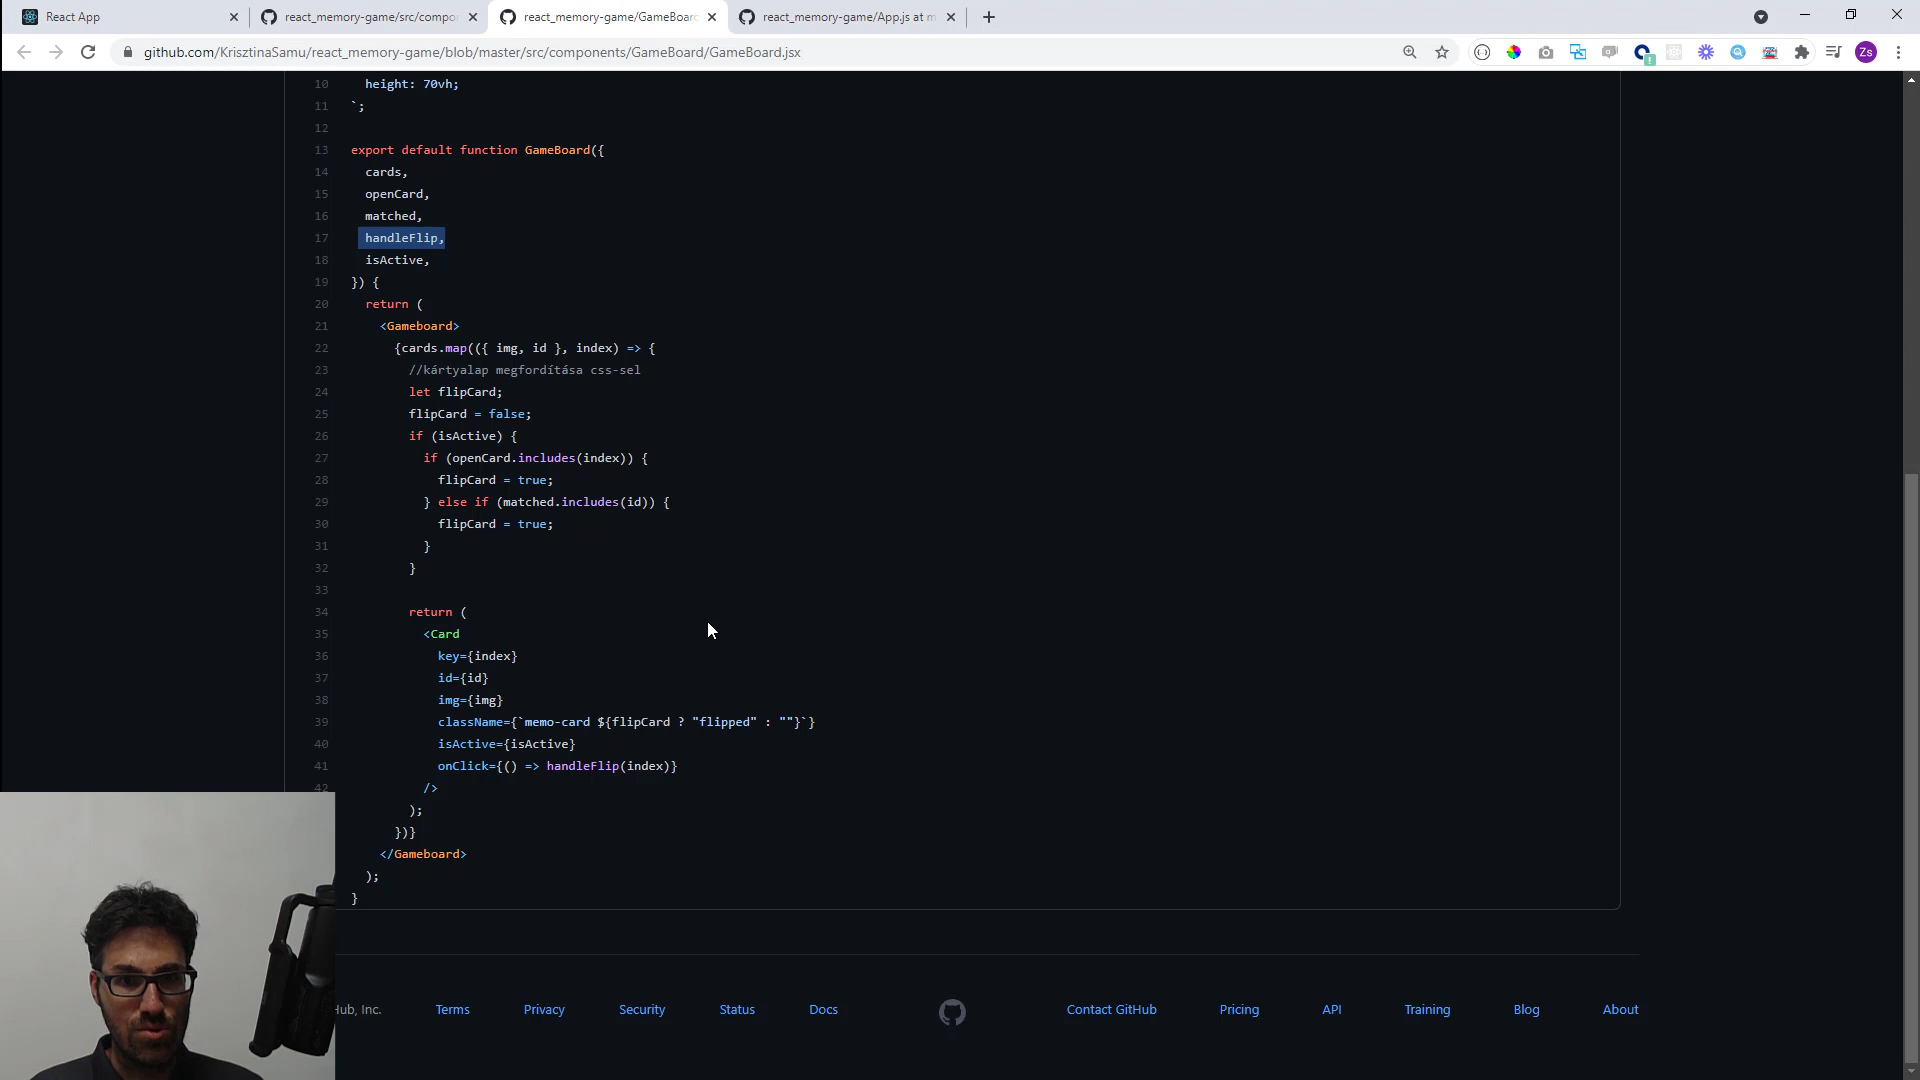 React App
react_memory-game/src/compo
react_memory-game/GameBoar
react_memory-game/App.js at m
github.com/KrisztinaSamu/react_memory-game/blob/master/src/components/GameBoard/GameBoard.jsx
Zs
10 height: 70vh;
11 `;
12
13 export default function GameBoard({
14 cards,
15 openCard,
16 matched,
17 handleFlip,
18 isActive,
19 }) {
20 return (
21 <Gameboard>
22 {cards.map(({ img, id }, index) => {
23 //kártyalap megfordítása css-sel
24 let flipCard;
25 flipCard = false;
26 if (isActive) {
27 if (openCard.includes(index)) {
28 flipCard = true;
29 } else if (matched.includes(id)) {
30 flipCard = true;
31 }
32 }
33
34 return (
35 <Card
36 key={index}
37 id={id}
38 img={img}
39 className={`memo-card ${flipCard ? "flipped" : ""}`}
40 isActive={isActive}
41 onClick={() => handleFlip(index)}
42 />
);
})}
</Gameboard>
);
}
Hub, Inc. Terms Privacy Security Status Docs Contact GitHub Pricing API Training Blog About